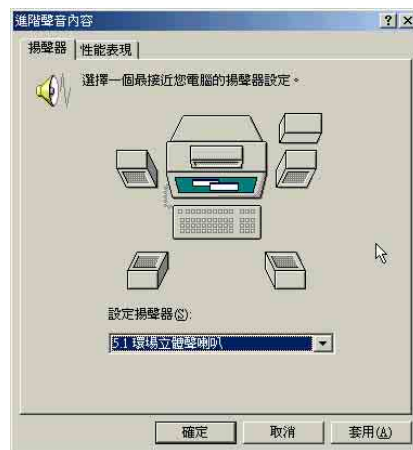 進階聲音內容
揚聲器
性能表現
選擇一個最接近您電腦的揚聲器設定。
設定揚聲器(S):
5.1 環場立體聲喇叭
確定
取消
套用(A)